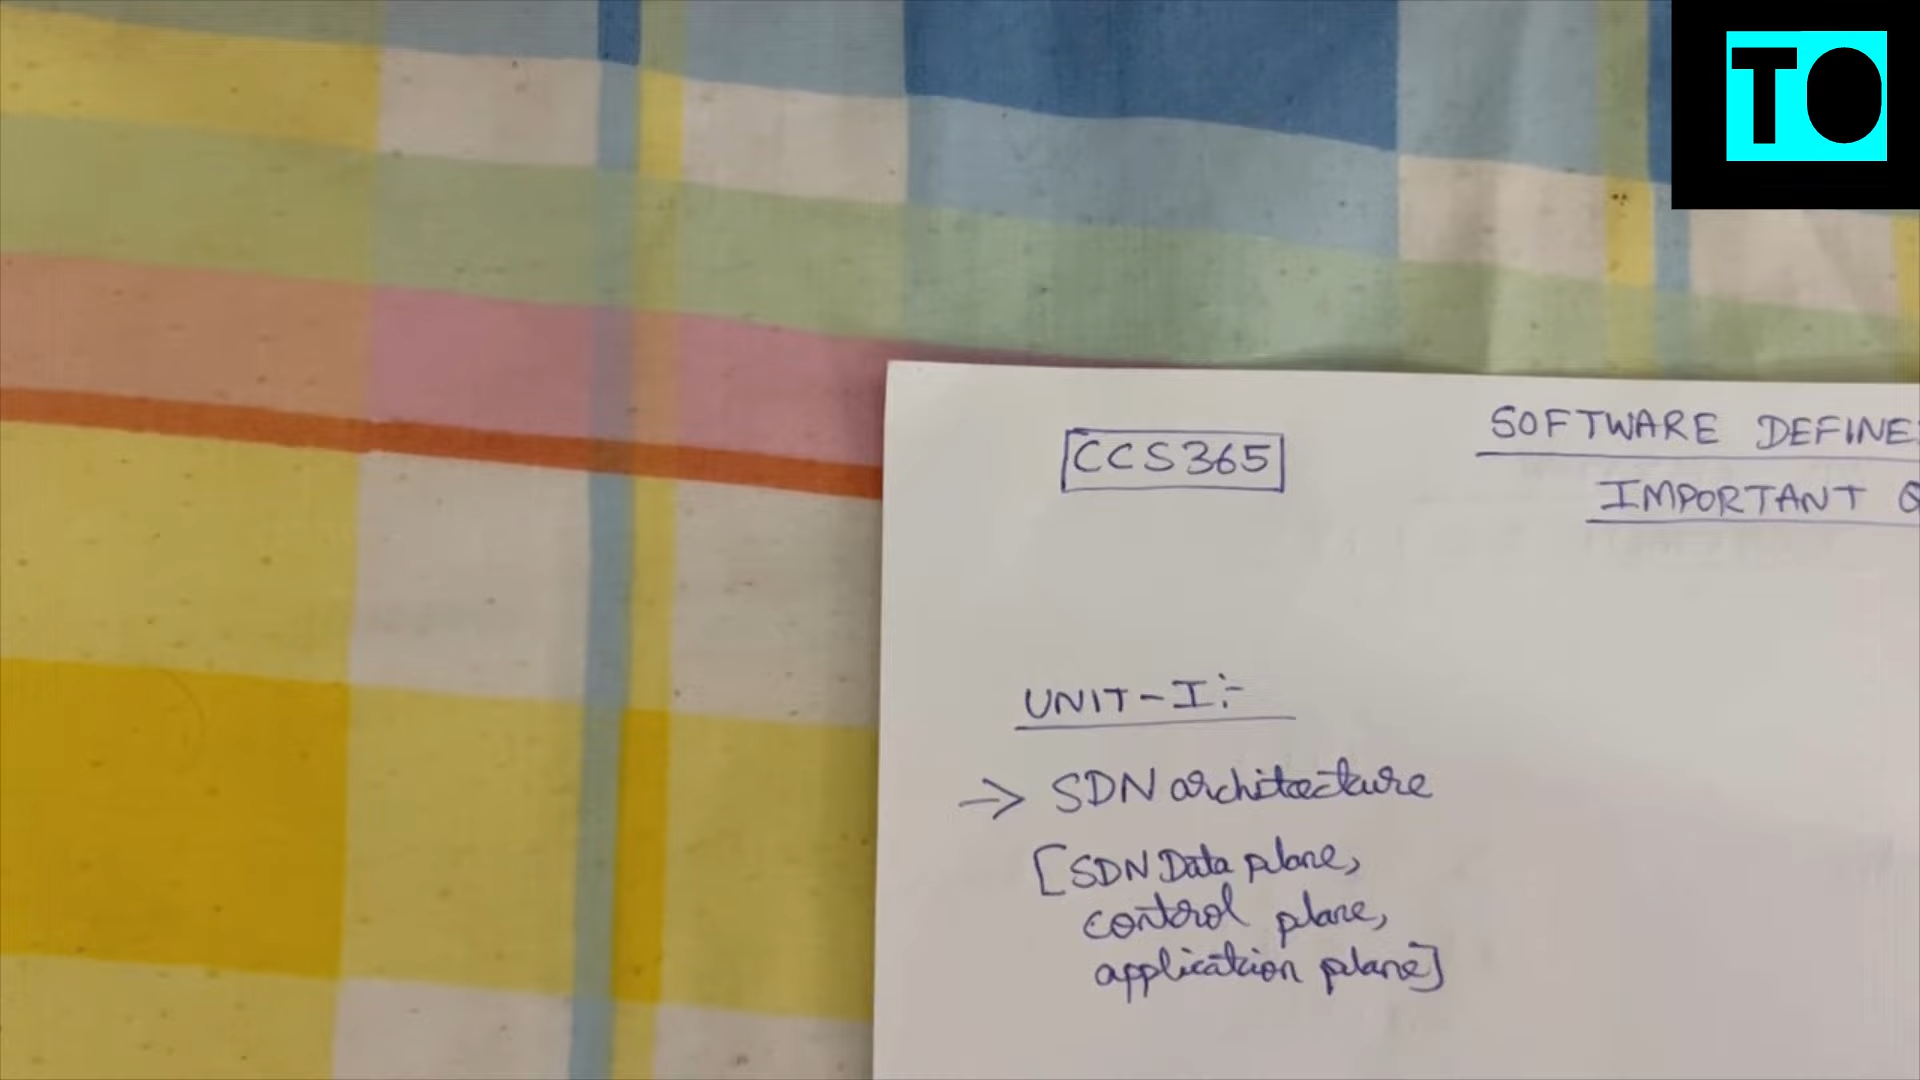 TO
CCS365
SOFTWARE DEFINE
IMPORTANT
UNIT-I:-
→ SDN architecture
[SDN Data plane,
control plane,
application plane]